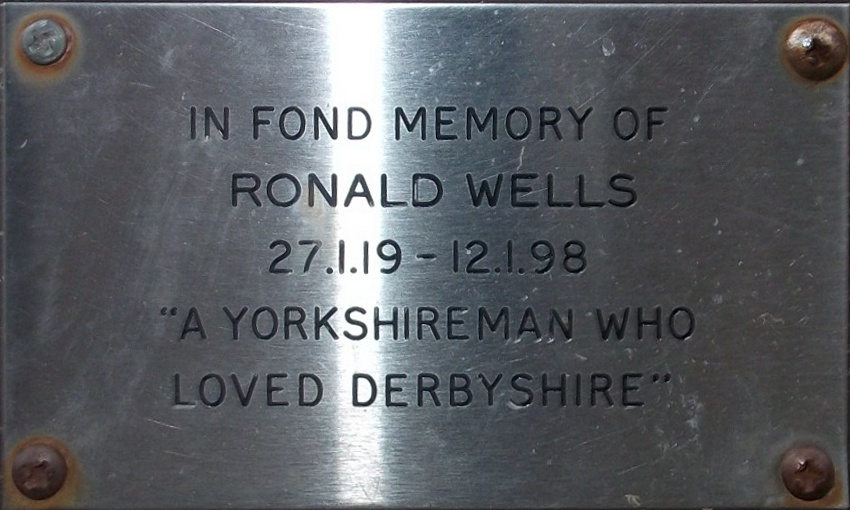 IN FOND MEMORY OF
RONALD WELLS
27.1.19 - 12.1.98
“A YORKSHIREMAN WHO
LOVED DERBYSHIRE”